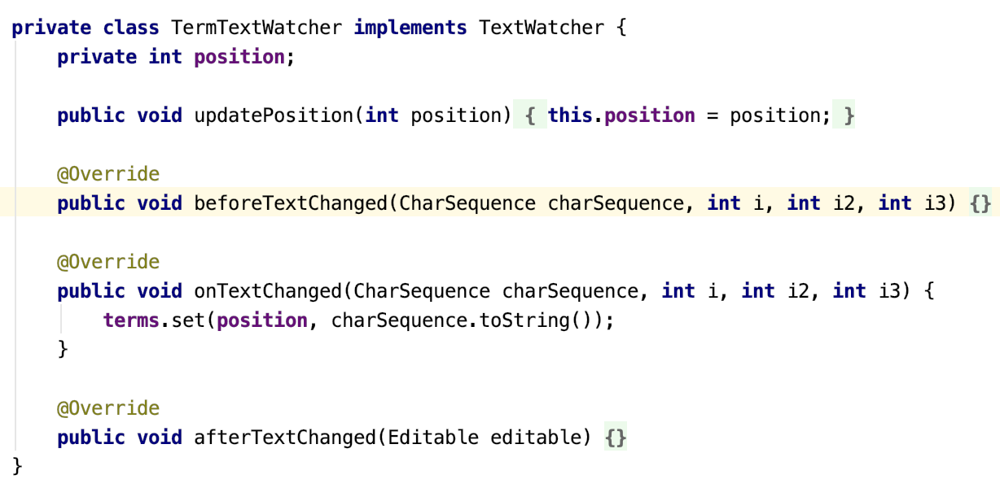 private class TermTextWatcher implements TextWatcher {
    private int position;
    public void updatePosition(int position) { this.position = position; }
    @Override
    public void beforeTextChanged(CharSequence charSequence, int i, int i2, int i3) {}
    @Override
    public void onTextChanged(CharSequence charSequence, int i, int i2, int i3) {
        terms.set(position, charSequence.toString());
    }
    @Override
    public void afterTextChanged(Editable editable) {}
}